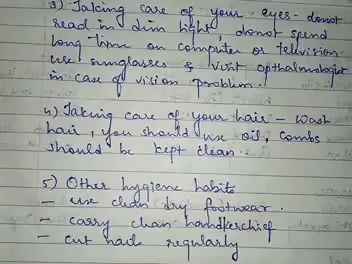 3) Taking care of your eyes - donot
read in dim light, donot spend
long time on computer or television
use sunglasses & visit opthalmologist
in case of vision problem.
4) Taking care of your hair - wash
hair, you should use oil, combs
should be kept clean.
5) Other hygiene habits
- use clean dry footwear.
- carry clean handkerchief
- cut nail regularly